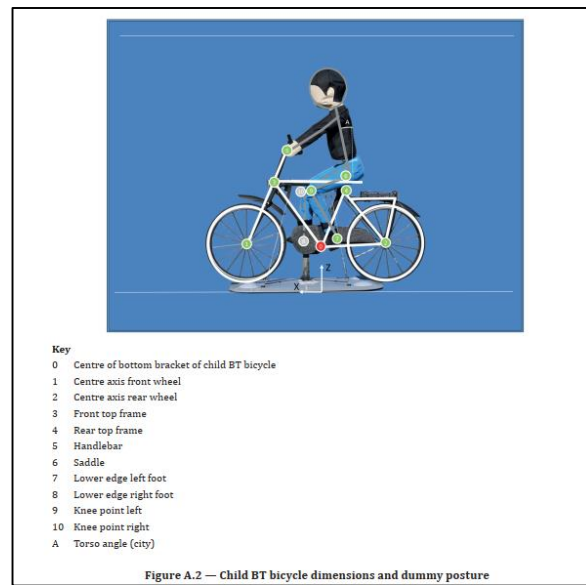 A
X
Z
Key
0 Centre of bottom bracket of child BT bicycle
1 Centre axis front wheel
2 Centre axis rear wheel
3 Front top frame
4 Rear top frame
5 Handlebar
6 Saddle
7 Lower edge left foot
8 Lower edge right foot
9 Knee point left
10 Knee point right
A Torso angle (city)
Figure A.2 — Child BT bicycle dimensions and dummy posture